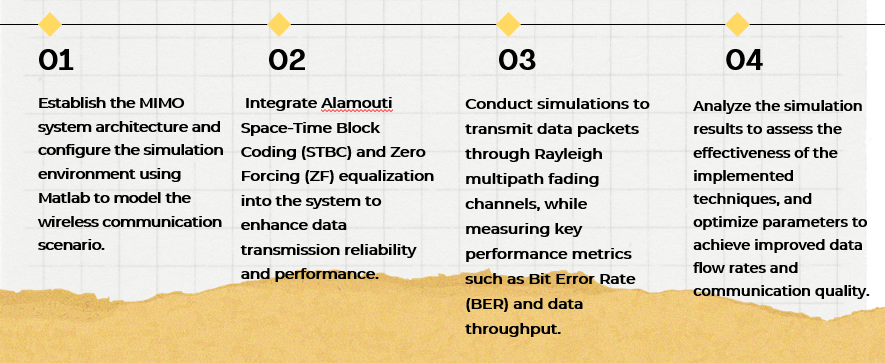 01
Establish the MIMO
system architecture and
configure the simulation
environment using
Matlab to model the
wireless communication
scenario.
02
Integrate Alamouti
Space-Time Block
Coding (STBC) and Zero
Forcing (ZF) equalization
into the system to
enhance data
transmission reliability
and performance.
03
Conduct simulations to
transmit data packets
through Rayleigh
multipath fading
channels, while
measuring key
performance metrics
such as Bit Error Rate
(BER) and data
throughput.
04
Analyze the simulation
results to assess the
effectiveness of the
implemented
techniques, and
optimize parameters to
achieve improved data
flow rates and
communication quality.